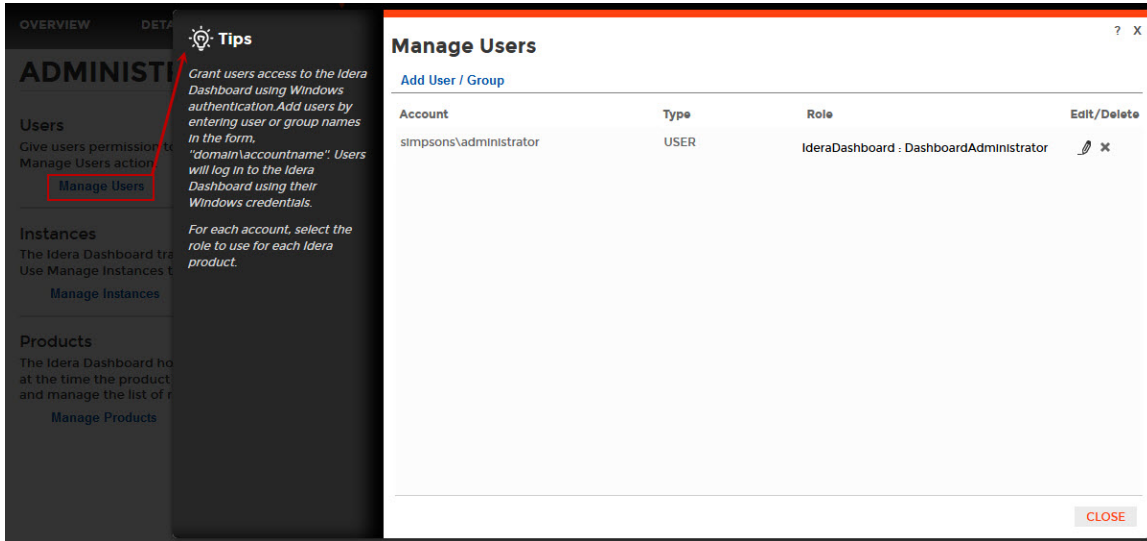 OVERVIEW DETA
ADMINISTR
Users
Give users permission to
Manage Users action
Manage Users
Instances
The Idera Dashboard tra
Use Manage Instances t
Manage Instances
Products
The Idera Dashboard ho
at the time the product
and manage the list of r
Manage Products
Tips
Grant users access to the Idera
Dashboard using Windows
authentication.Add users by
entering user or group names
in the form,
"domain\accountname". Users
will log in to the Idera
Dashboard using their
Windows credentials.
For each account, select the
role to use for each Idera
product.
? X
Manage Users
Add User / Group
Account Type Role Edit/Delete
simpsons\administrator USER IderaDashboard : DashboardAdministrator
CLOSE